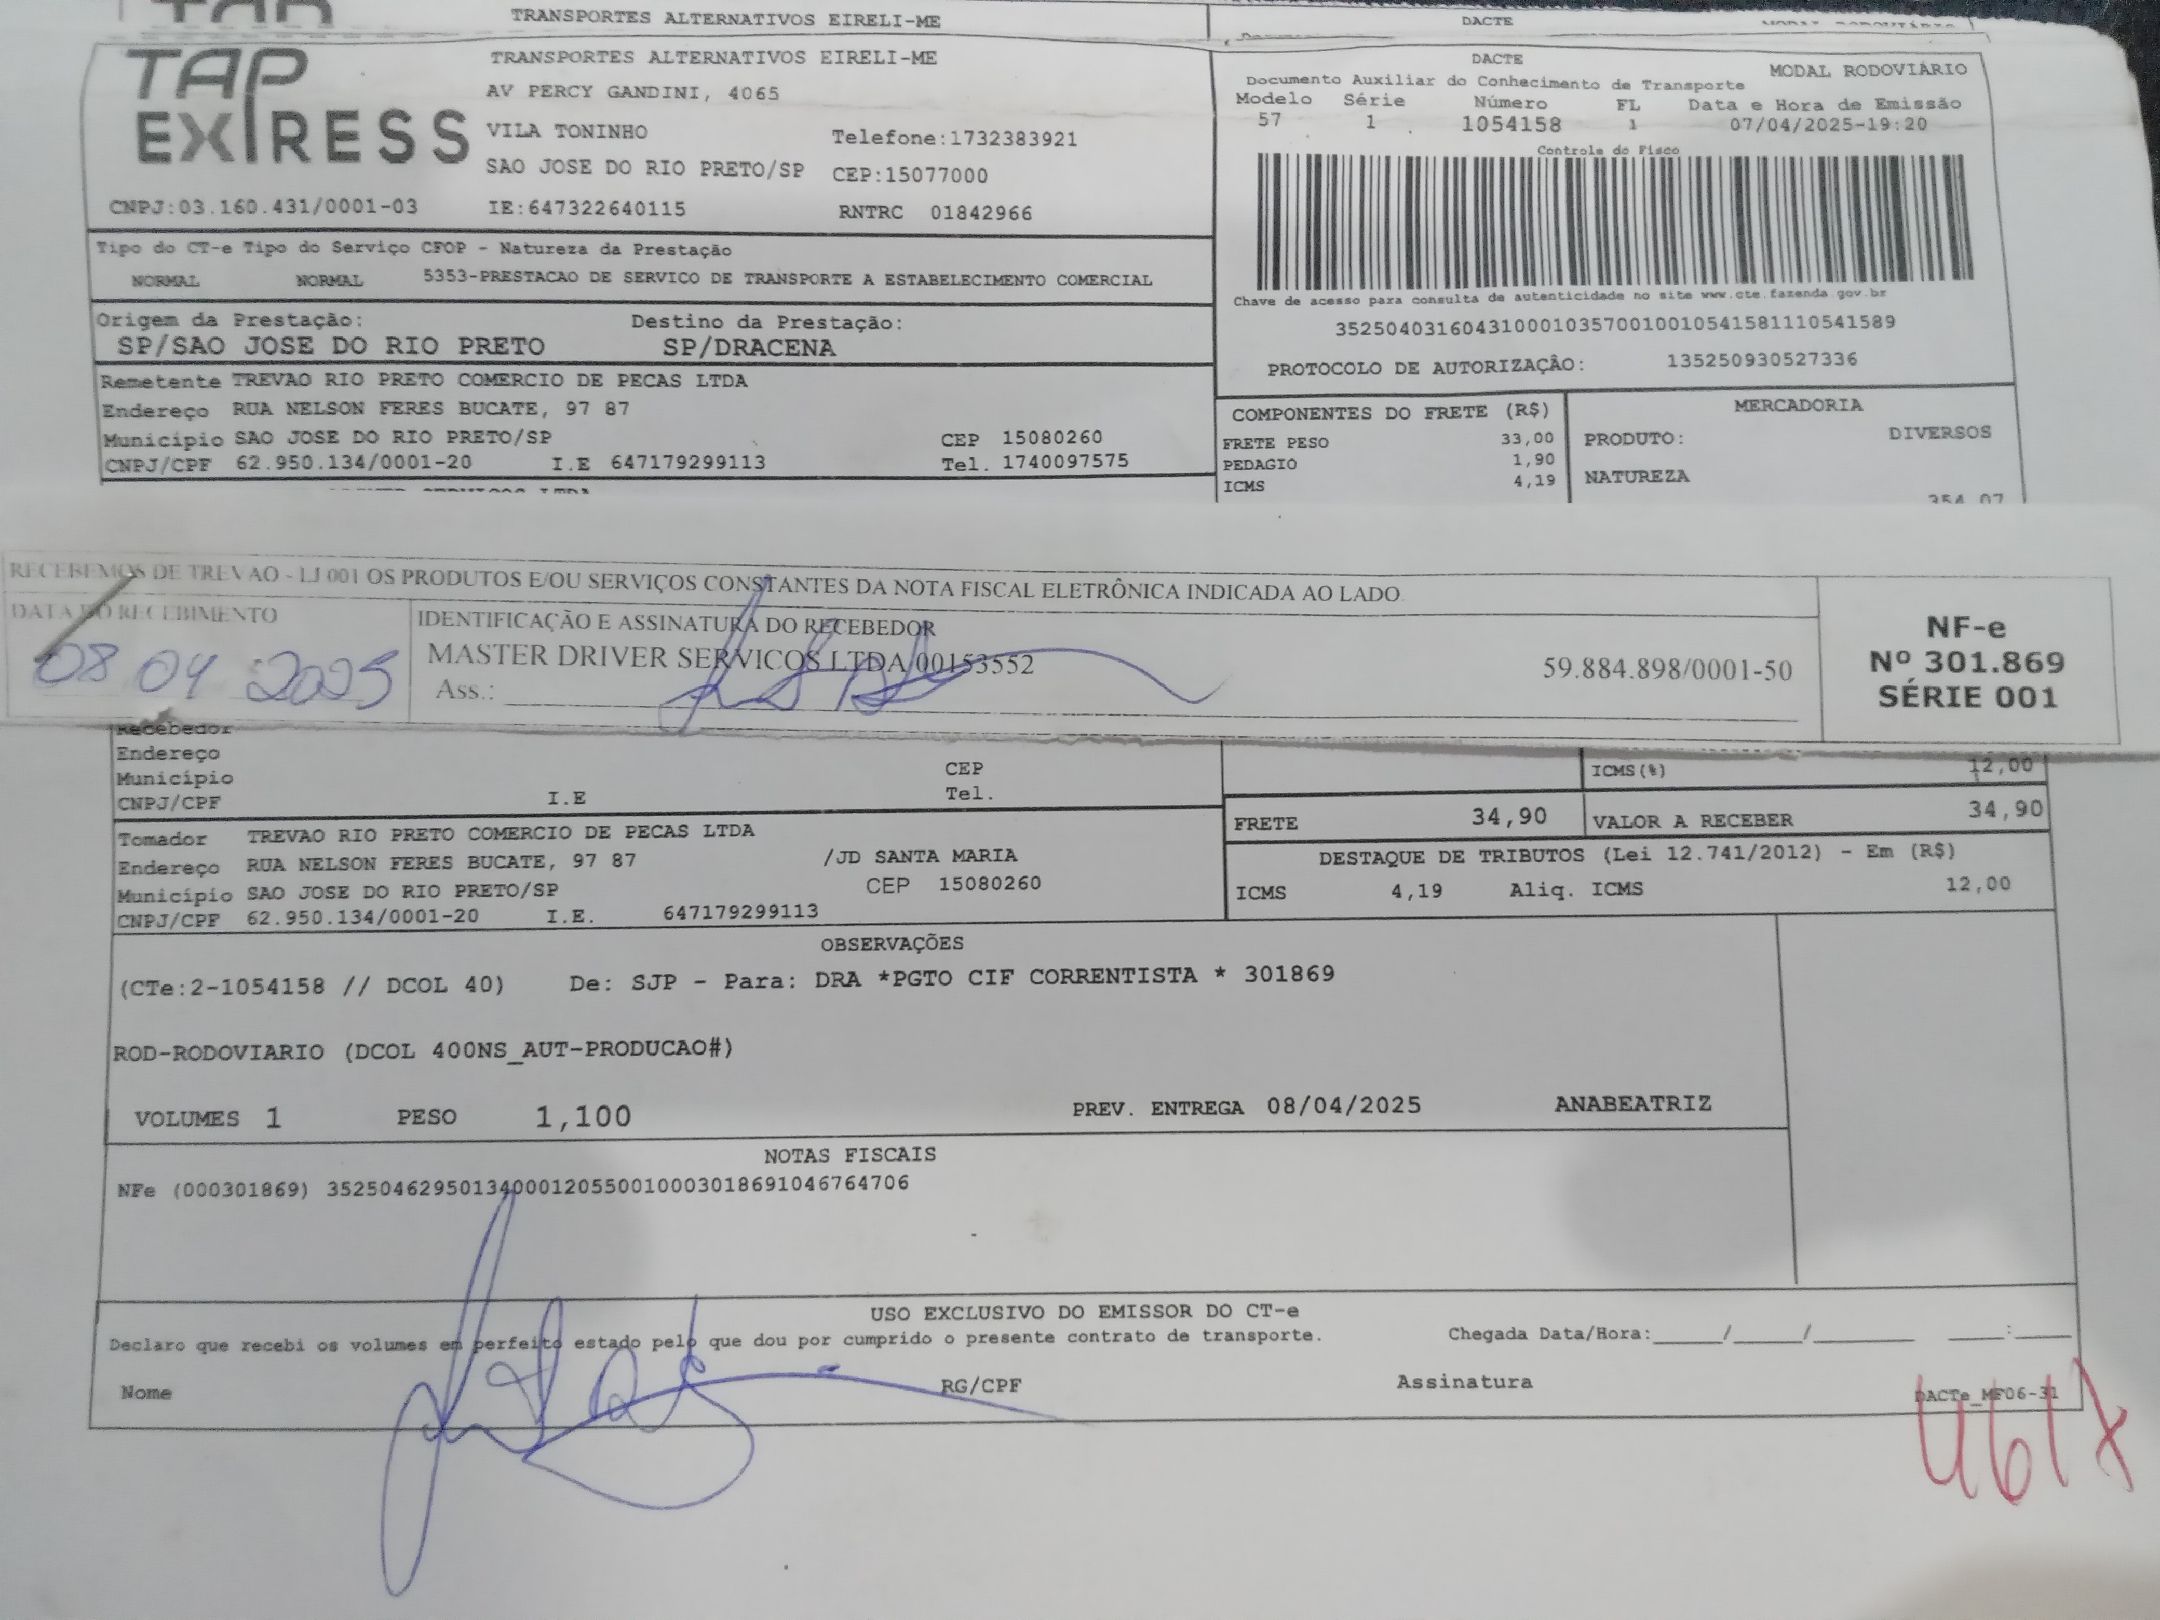 TRANSPORTES ALTERNATIVOS EIRELI-ME DACTE
TAP EXPRESS
TRANSPORTES ALTERNATIVOS EIRELI-ME
AV PERCY GANDINI, 4065
VILA TONINHO Telefone:1732383921
SAO JOSE DO RIO PRETO/SP CEP:15077000
CNPJ:03.160.431/0001-03 IE:647322640115 RNTRC 01842966
DACTE
Documento Auxiliar do Conhecimento de Transporte MODAL RODOVIÁRIO
Modelo Série Número FL Data e Hora de Emissão
57 1 1054158 1 07/04/2025-19:20
Controle do Fisco
Chave de acesso para consulta de autenticidade no site www.cte.fazenda.gov.br
35250403160431000103570010010541581110541589
PROTOCOLO DE AUTORIZAÇÂO: 135250930527336
Tipo do CT-e Tipo do Serviço CFOP - Natureza da Prestação
NORMAL NORMAL 5353-PRESTACAO DE SERVICO DE TRANSPORTE A ESTABELECIMENTO COMERCIAL
Origem da Prestação: Destino da Prestação:
SP/SAO JOSE DO RIO PRETO SP/DRACENA
Remetente TREVAO RIO PRETO COMERCIO DE PECAS LTDA
Endereço RUA NELSON FERES BUCATE, 97 87
Município SAO JOSE DO RIO PRETO/SP CEP 15080260
CNPJ/CPF 62.950.134/0001-20 I.E 647179299113 Tel. 1740097575
COMPONENTES DO FRETE (R$)
FRETE PESO 33,00
PEDAGIO 1,90
ICMS 4,19
MERCADORIA
PRODUTO: DIVERSOS
NATUREZA
354,07
RECEBEMOS DE TREVAO - LJ 001 OS PRODUTOS E/OU SERVIÇOS CONSTANTES DA NOTA FISCAL ELETRÔNICA INDICADA AO LADO
DATA DO RECEBIMENTO IDENTIFICAÇÃO E ASSINATURA DO RECEBEDOR
08 04 2025
MASTER DRIVER SERVICOS LTDA 00153552 59.884.898/0001-50
Ass.:
NF-e
Nº 301.869
SÉRIE 001
Recebedor
Endereço
Município CEP
CNPJ/CPF I.E Tel.
ICMS(%) 12,00
FRETE 34,90 VALOR A RECEBER 34,90
Tomador TREVAO RIO PRETO COMERCIO DE PECAS LTDA
Endereço RUA NELSON FERES BUCATE, 97 87 /JD SANTA MARIA
Município SAO JOSE DO RIO PRETO/SP CEP 15080260
CNPJ/CPF 62.950.134/0001-20 I.E. 647179299113
DESTAQUE DE TRIBUTOS (Lei 12.741/2012) - Em (R$)
ICMS 4,19 Aliq. ICMS 12,00
OBSERVAÇÕES
(CTe:2-1054158 // DCOL 40) De: SJP - Para: DRA *PGTO CIF CORRENTISTA * 301869
ROD-RODOVIARIO (DCOL 400NS_AUT-PRODUCAO#)
VOLUMES 1 PESO 1,100 PREV. ENTREGA 08/04/2025 ANABEATRIZ
NOTAS FISCAIS
NFe (000301869) 35250462950134000120550010003018691046764706
USO EXCLUSIVO DO EMISSOR DO CT-e
Declaro que recebi os volumes em perfeito estado pelo que dou por cumprido o presente contrato de transporte. Chegada Data/Hora:____/____/______ ___:___
Nome RG/CPF Assinatura
DACTe_MF06-31